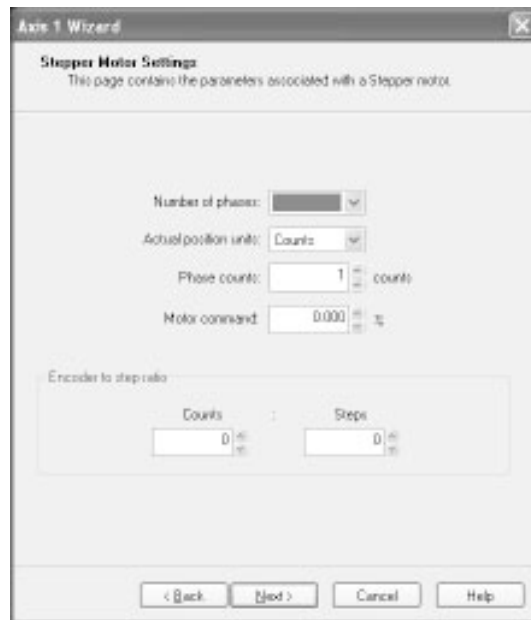 Axis 1 Wizard
Stepper Motor Settings
This page contains the parameters associated with a Stepper motor.
Number of phases:
Actual position units: Counts
Phase counts: 1 counts
Motor command: 0.000 %
Encoder to step ratio
Counts : Steps
0 0
< Back Next > Cancel Help